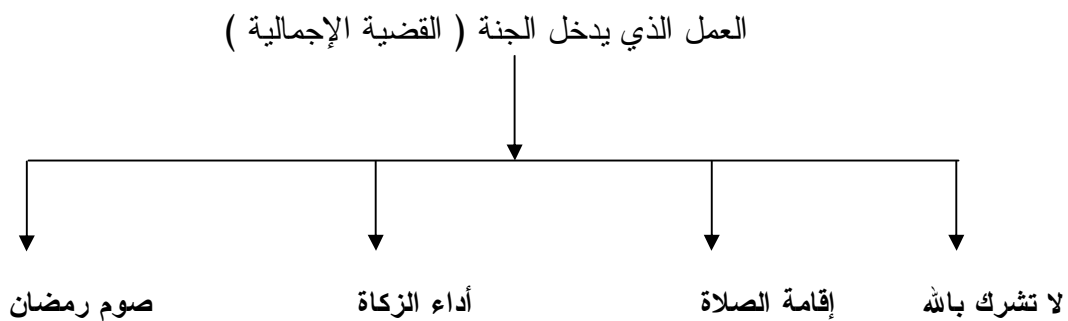 العمل الذي يدخل الجنة ( القضية الإجمالية )
لا تشرك بالله إقامة الصلاة أداء الزكاة صوم رمضان